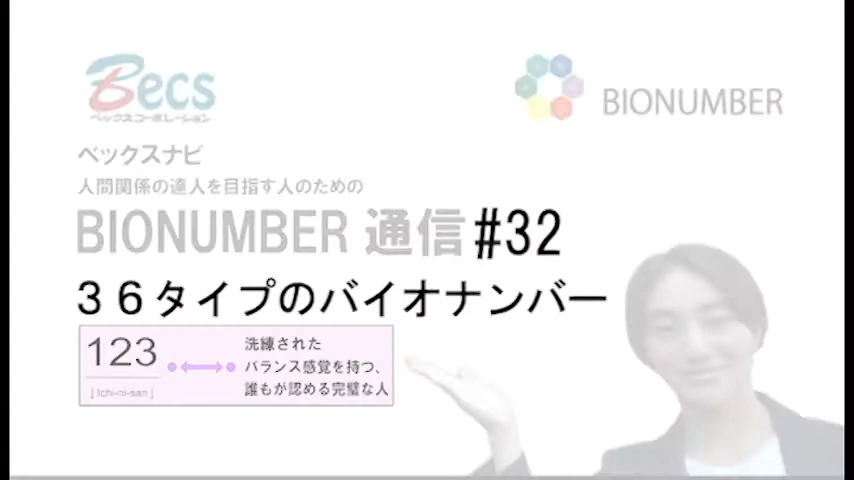 Becs
ベックスコーポレーション
BIONUMBER
ベックスナビ
人間関係の達人を目指す人のための
BIONUMBER 通信 #32
３６タイプのバイオナンバー
123
[ Ichi-ni-san ]
洗練された
バランス感覚を持つ、
誰もが認める完璧な人